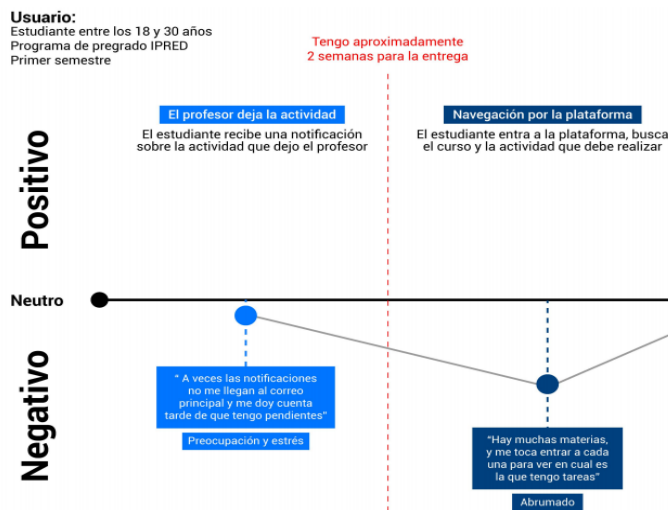 Usuario:
Estudiante entre los 18 y 30 años
Programa de pregrado IPRED
Primer semestre
Tengo aproximadamente
2 semanas para la entrega
El profesor deja la actividad
El estudiante recibe una notificación
sobre la actividad que dejo el profesor
Navegación por la plataforma
El estudiante entra a la plataforma, busca
el curso y la actividad que debe realizar
Positivo
Neutro
Negativo
“ A veces las notificaciones
no me llegan al correo
principal y me doy cuenta
tarde de que tengo pendientes”
Preocupación y estrés
“Hay muchas materias,
y me toca entrar a cada
una para ver en cual es
la que tengo tareas”
Abrumado